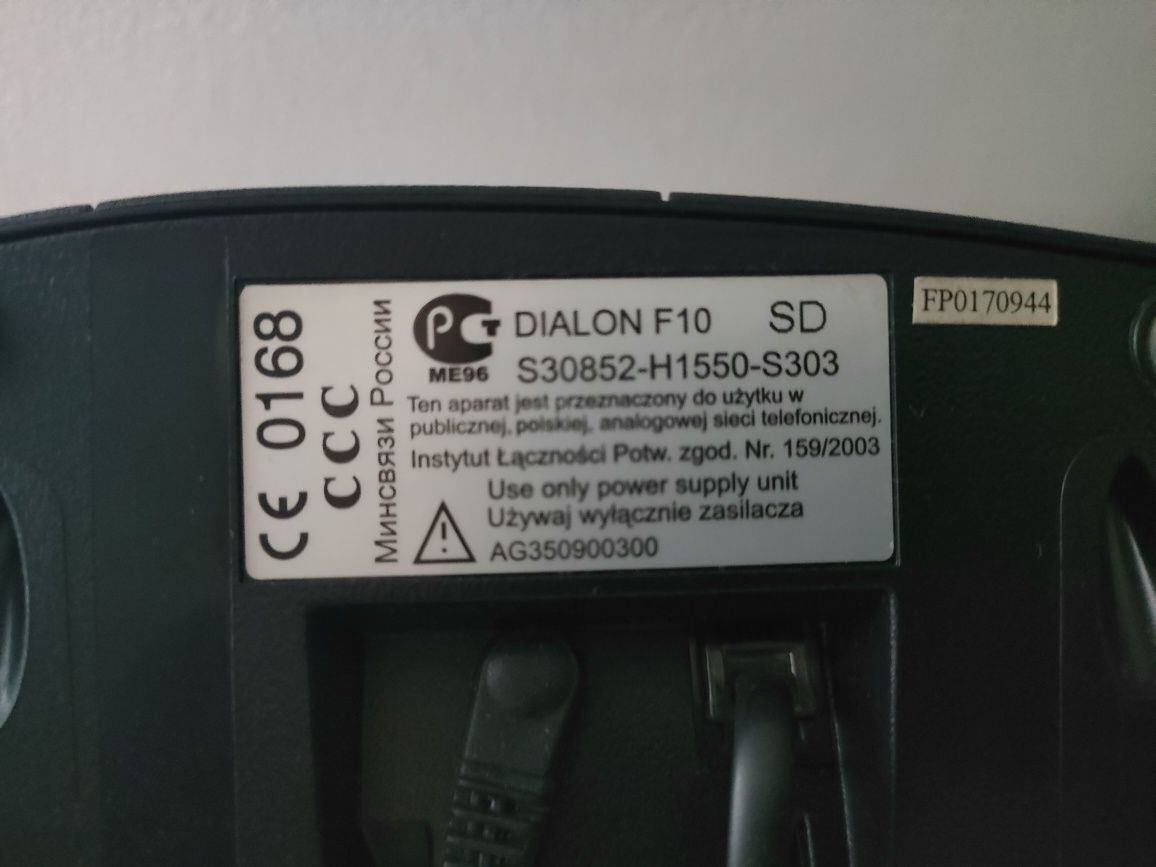 CE 0168
CCC
Минсвязи России
РСТ
ME96
DIALON F10 SD
S30852-H1550-S303
Ten aparat jest przeznaczony do użytku w
publicznej, polskiej, analogowej sieci telefonicznej.
Instytut Łączności Potw. zgod. Nr. 159/2003
Use only power supply unit
Używaj wyłącznie zasilacza
AG350900300
FP0170944